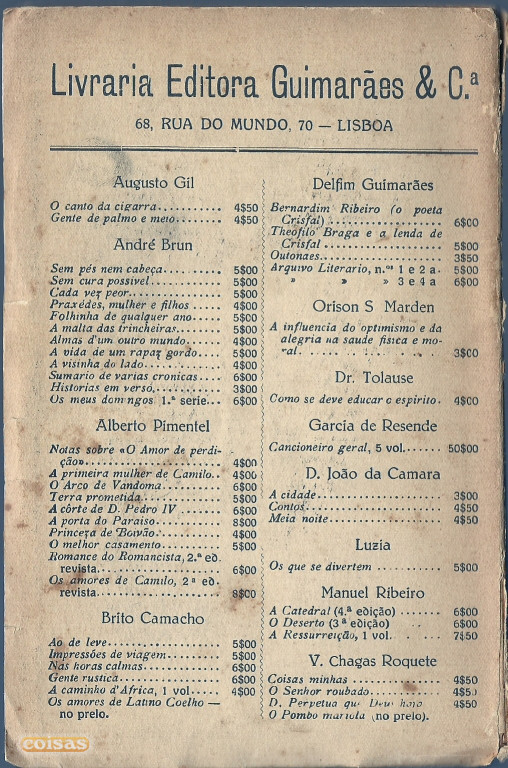 Livraria Editora Guimarães & C.ª
68, RUA DO MUNDO, 70 — LISBOA
Augusto Gil
O canto da cigarra........... 4$50
Gente de palmo e meio........ 4$50
André Brun
Sem pés nem cabeça......... 5$00
Sem cura possivel............ 5$00
Cada vez peor............... 5$00
Praxédes, mulher e filhos..... 4$00
Folhinha de qualquer ano..... 5$00
A malta das trincheiras....... 5$00
Almas d'um outro mundo..... 4$00
A vida de um rapaz gordo.... 5$00
A visinha do lado............ 4$00
Sumario de varias cronicas.... 6$00
Historias em verso........... 3$00
Os meus domingos 1.ª serie... 6$00
Alberto Pimentel
Notas sobre «O Amor de perdi-
ção»..................... 4$00
A primeira mulher de Camilo.. 4$00
O Arco de Vandoma.......... 6$00
Terra prometida............. 5$00
A côrte de D. Pedro IV ...... 6$00
A porta do Paraiso........... 8$00
Princeza de Boivão........... 4$00
O melhor casamento.......... 5$00
Romance do Romancista, 2.ª ed.
revista.................... 6$00
Os amores de Camilo, 2ª ed.
revista.................... 8$00
Brito Camacho
Ao de leve................... 5$00
Impressões de viagem......... 5$00
Nas horas calmas............. 6$00
Gente rustica................ 6$00
A caminho d'Africa, 1 vol..... 4$00
Os amores de Latino Coelho —
no prelo.
Delfim Guimarães
Bernardim Ribeiro (o poeta
Crisfal) ................... 6$00
Theofilo Braga e a lenda de
Crisfal ................... 5$00
Outonaes.................... 3$50
Arquivo Literario, n.ºs 1 e 2 a. 5$00
» » » 3 e 4 a 6$00
Orison S Marden
A influencia do optimismo e da
alegria na saude fisica e mo-
ral...................... 3$00
Dr. Tolause
Como se deve educar o espirito. 4$00
Garcia de Resende
Cancioneiro geral, 5 vol...... 50$00
D. João da Camara
A cidade.................... 3$00
Contos...................... 4$50
Meia noite................... 4$50
Luzia
Os que se divertem .......... 5$00
Manuel Ribeiro
A Catedral (4.ª edição) ....... 6$00
O Deserto (3ª edição) ........ 6$00
A Ressurreição, 1 vol......... 7$50
V. Chagas Roquete
Coisas minhas ............... 4$50
O Senhor roubado............ 4$50
D. Perpetua que Deus haja 4$50
O Pombo mariola (no prelo).
coisas